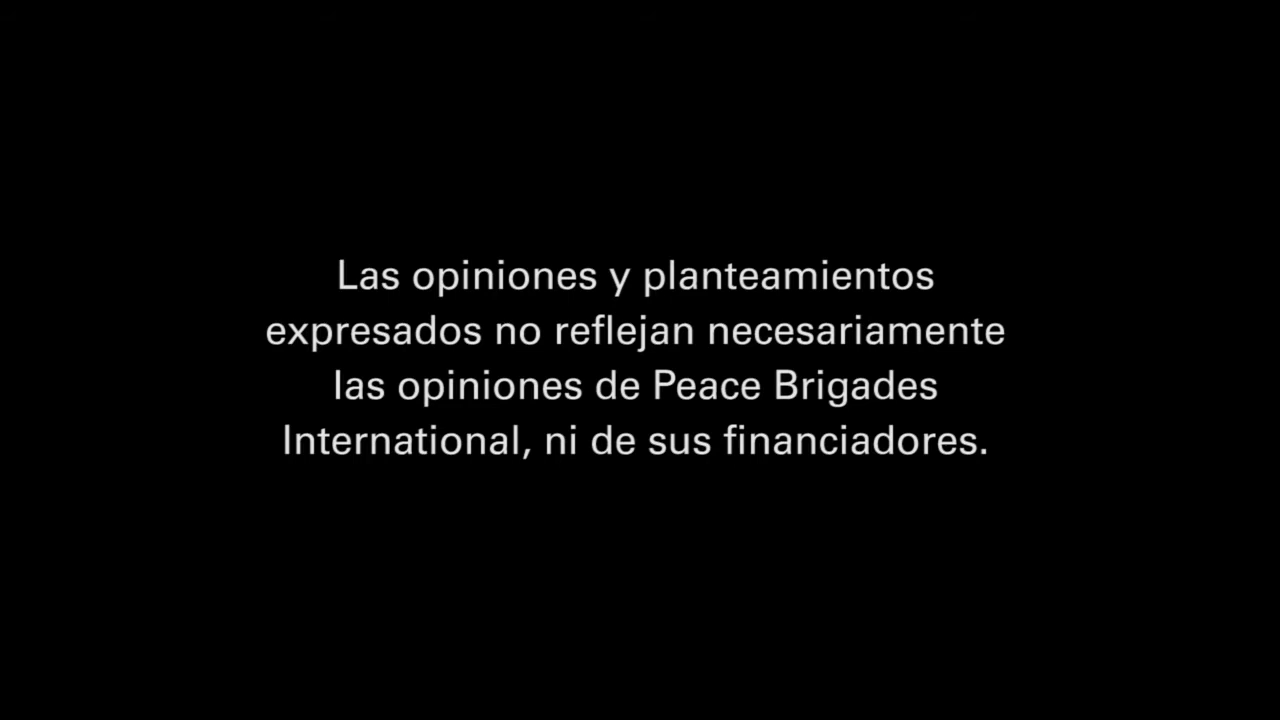 Las opiniones y planteamientos
expresados no reflejan necesariamente
las opiniones de Peace Brigades
International, ni de sus financiadores.